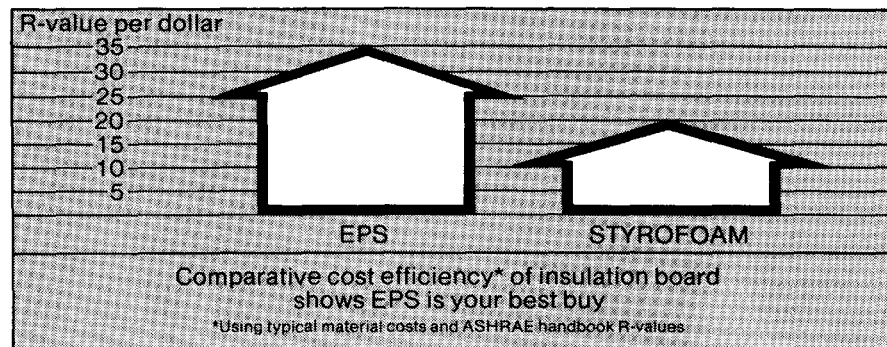 R-value per dollar
35
30
25
20
15
10
5
EPS STYROFOAM
Comparative cost efficiency* of insulation board
shows EPS is your best buy
*Using typical material costs and ASHRAE handbook R-values